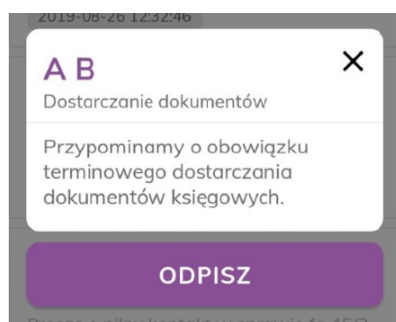 2019-08-26 12:32:46
A B
Dostarczanie dokumentów
Przypominamy o obowiązku
terminowego dostarczania
dokumentów księgowych.
ODPISZ